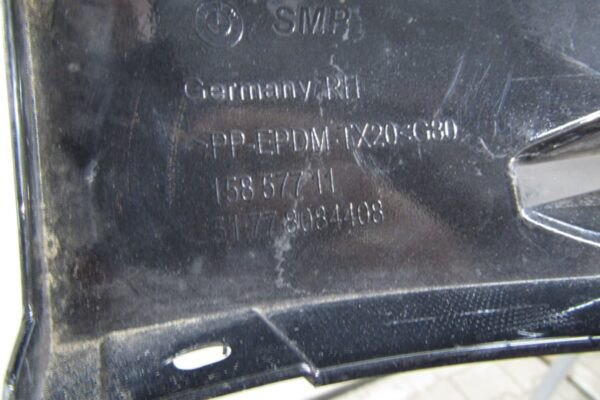 SMP
Germany RH
>PP-EPDM-TX20< G30
158 577 11
51.77 8084408